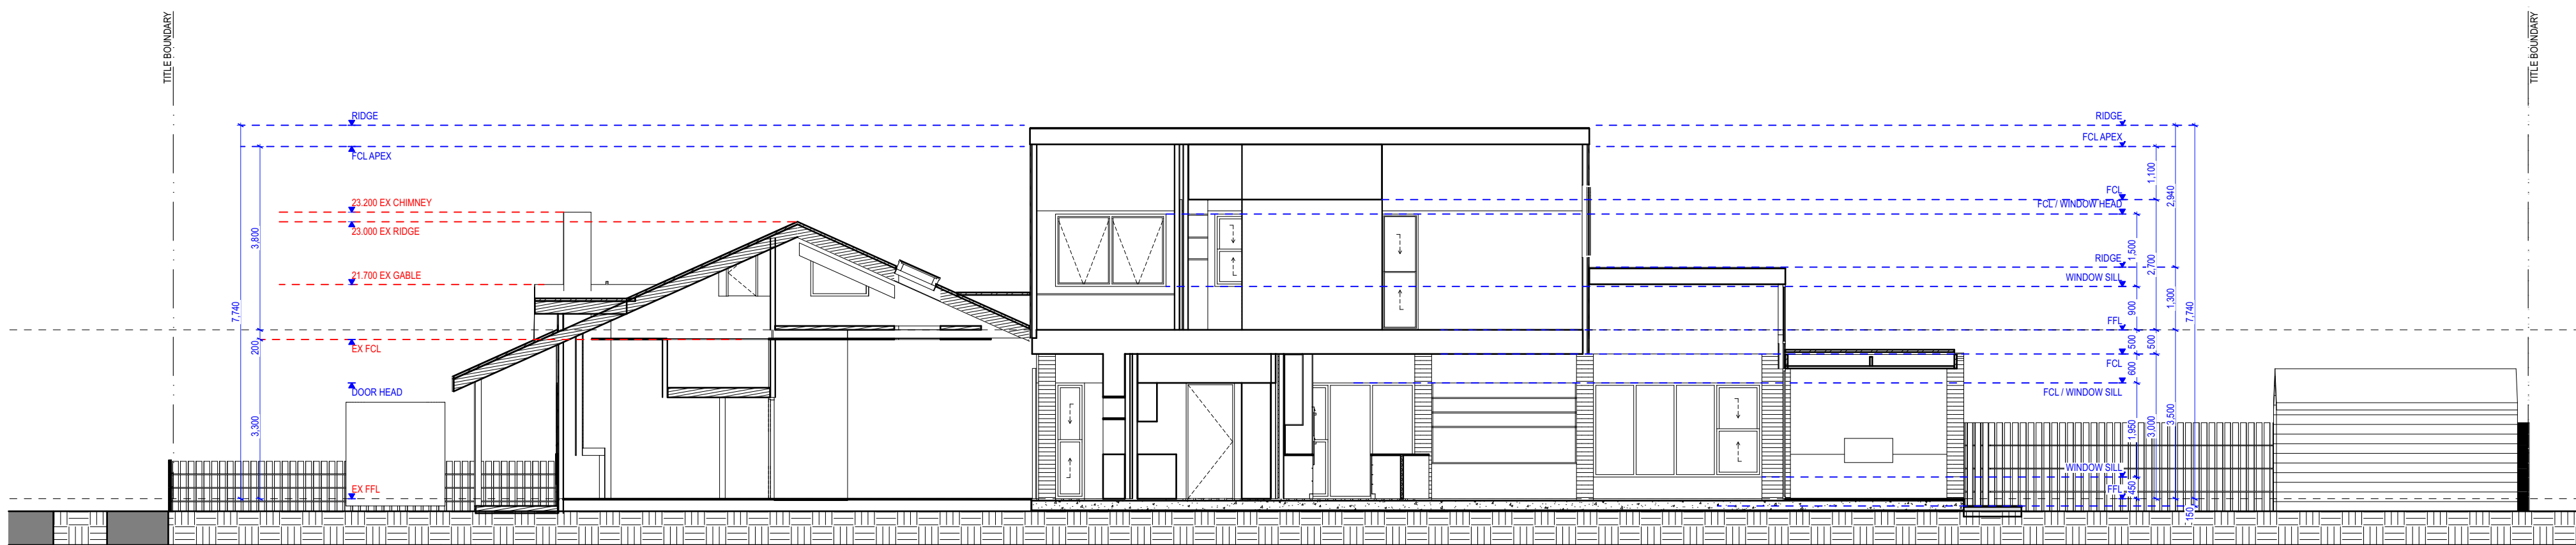 TITLE BOUNDARY
TITLE BOUNDARY
RIDGE
FCL APEX
23.200 EX CHIMNEY
23.000 EX RIDGE
21.700 EX GABLE
EX FCL
DOOR HEAD
EX FFL
7,740
3,800
200
3,300
RIDGE
FCL APEX
FCL
FCL / WINDOW HEAD
RIDGE
WINDOW SILL
FFL
FCL
FCL / WINDOW SILL
WINDOW SILL
FFL
1,500
900
500
600
1,950
450
1,100
2,700
500
3,000
2,940
1,300
3,500
7,740
150